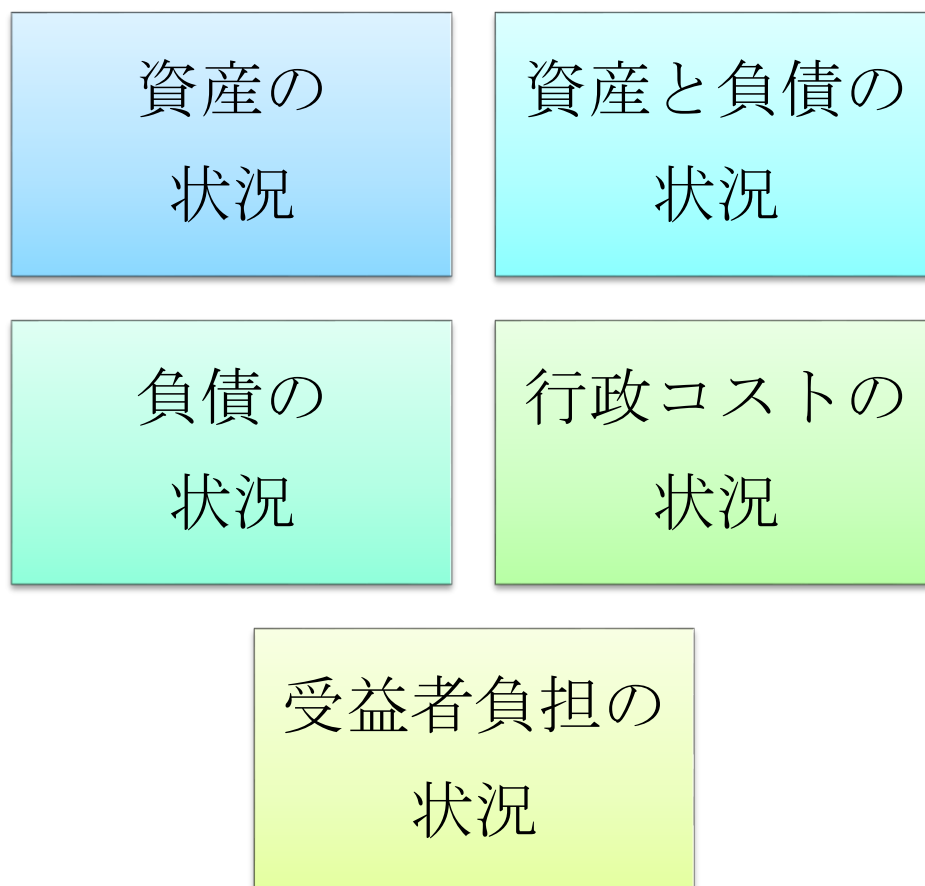 資産の
状況
資産と負債の
状況
負債の
状況
行政コストの
状況
受益者負担の
状況